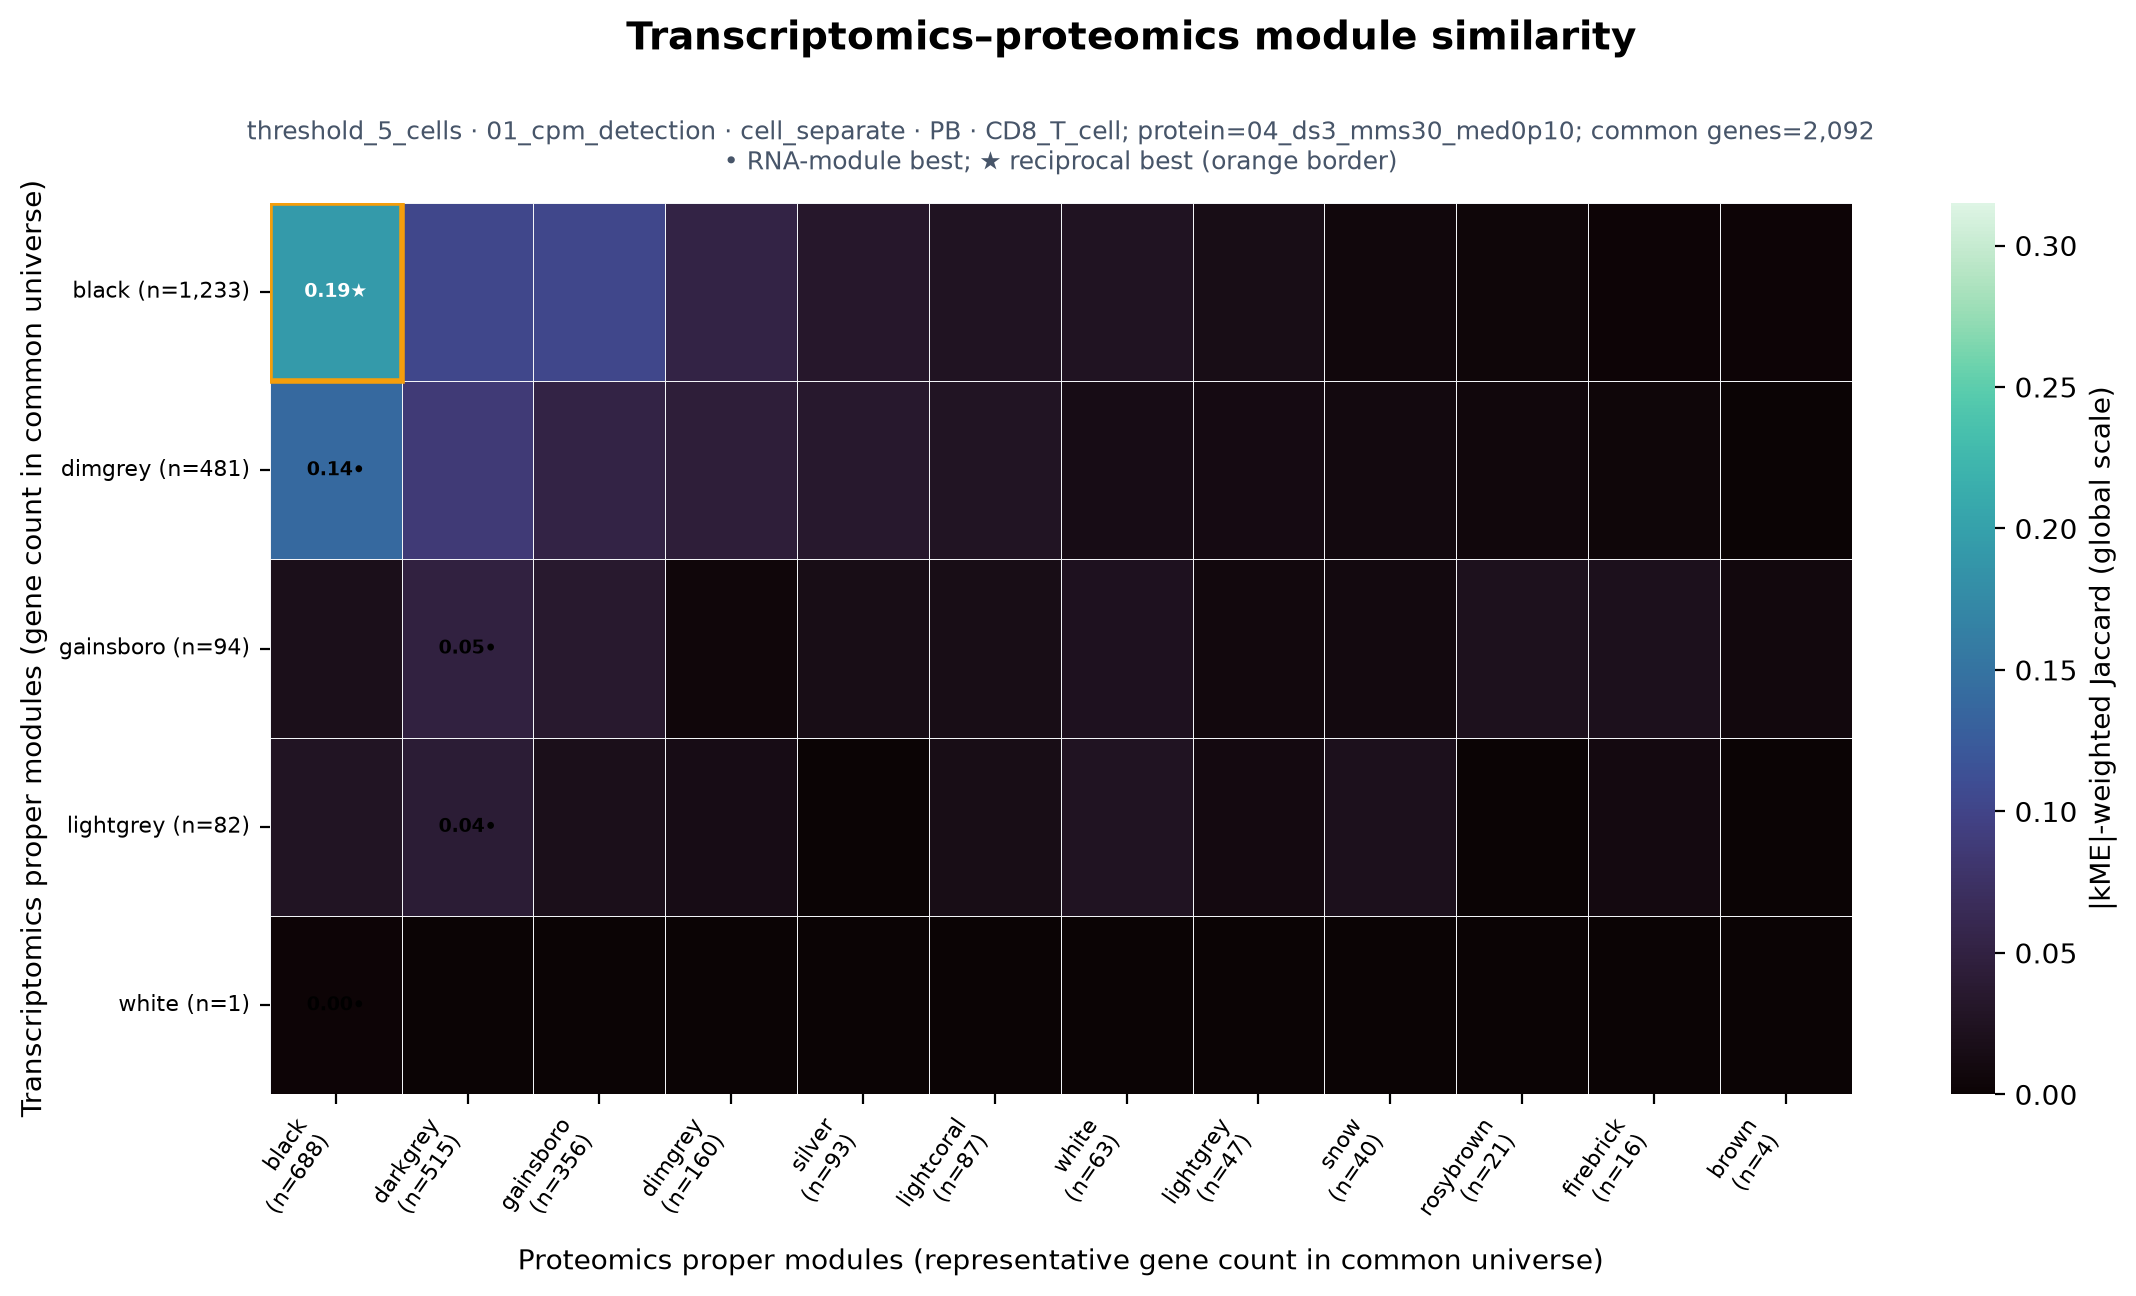 Transcriptomics–proteomics module similarity
threshold_5_cells · 01_cpm_detection · cell_separate · PB · CD8_T_cell; protein=04_ds3_mms30_med0p10; common genes=2,092
• RNA-module best; ★ reciprocal best (orange border)
Transcriptomics proper modules (gene count in common universe)
black (n=1,233)
dimgrey (n=481)
gainsboro (n=94)
lightgrey (n=82)
white (n=1)
0.19★
0.14•
0.05•
0.04•
0.00•
black
(n=688)
darkgrey
(n=515)
gainsboro
(n=356)
dimgrey
(n=160)
silver
(n=93)
lightcoral
(n=87)
white
(n=63)
lightgrey
(n=47)
snow
(n=40)
rosybrown
(n=21)
firebrick
(n=16)
brown
(n=4)
Proteomics proper modules (representative gene count in common universe)
0.30
0.25
0.20
0.15
0.10
0.05
0.00
|kME|-weighted Jaccard (global scale)